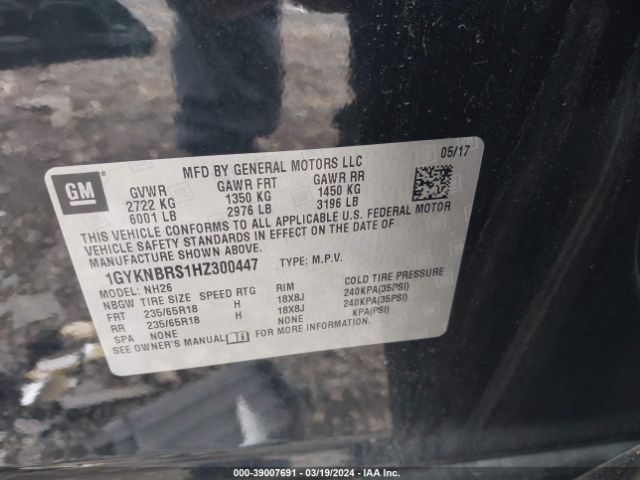 GM
MFD BY GENERAL MOTORS LLC 05/17
GVWR GAWR FRT GAWR RR
2722 KG 1350 KG 1450 KG
6001 LB 2976 LB 3196 LB
THIS VEHICLE CONFORMS TO ALL APPLICABLE U.S. FEDERAL MOTOR
VEHICLE SAFETY STANDARDS IN EFFECT ON THE DATE OF
MANUFACTURE SHOWN ABOVE.
1GYKNBRS1HZ300447 TYPE: M.P.V.
MODEL: NH26
NBGW TIRE SIZE SPEED RTG RIM COLD TIRE PRESSURE
FRT 235/65R18 H 18X8J 240KPA(35PSI)
RR 235/65R18 H 18X8J 240KPA(35PSI)
SPA NONE NONE KPA(PSI)
SEE OWNER'S MANUAL
000-39007691 - 03/19/2024 - IAA Inc.